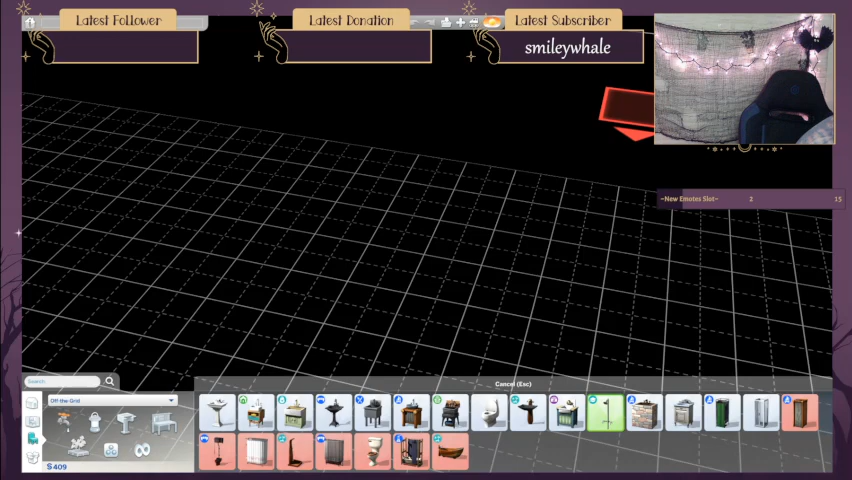 Latest Follower
Latest Donation
Latest Subscriber
smileywhale
~New Emotes Slot~ 2 15
Search
Off-the-Grid
Cancel (Esc)
$409